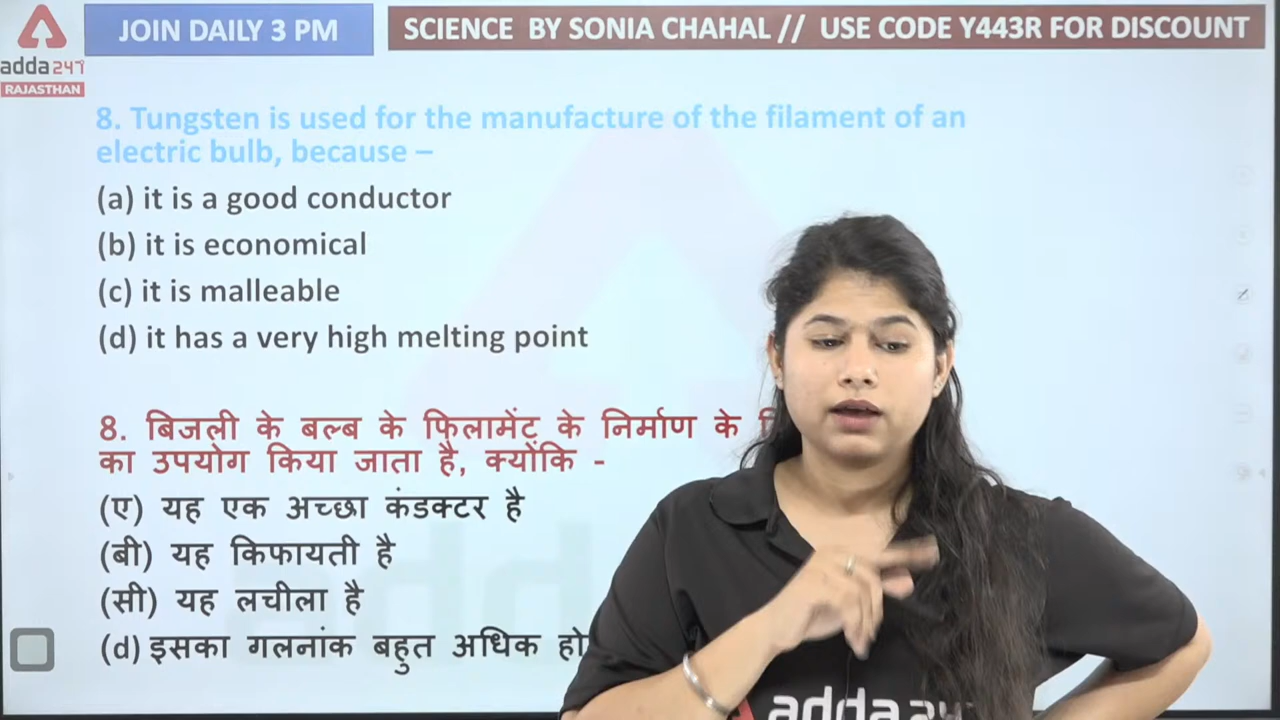 JOIN DAILY 3 PM
SCIENCE BY SONIA CHAHAL // USE CODE Y443R FOR DISCOUNT
adda247
RAJASTHAN
8. Tungsten is used for the manufacture of the filament of an
electric bulb, because –
(a) it is a good conductor
(b) it is economical
(c) it is malleable
(d) it has a very high melting point
8. बिजली के बल्ब के फिलामेंट के निर्माण के
का उपयोग किया जाता है, क्योंकि -
(ए) यह एक अच्छा कंडक्टर है
(बी) यह किफायती है
(सी) यह लचीला है
(d) इसका गलनांक बहुत अधिक
adda